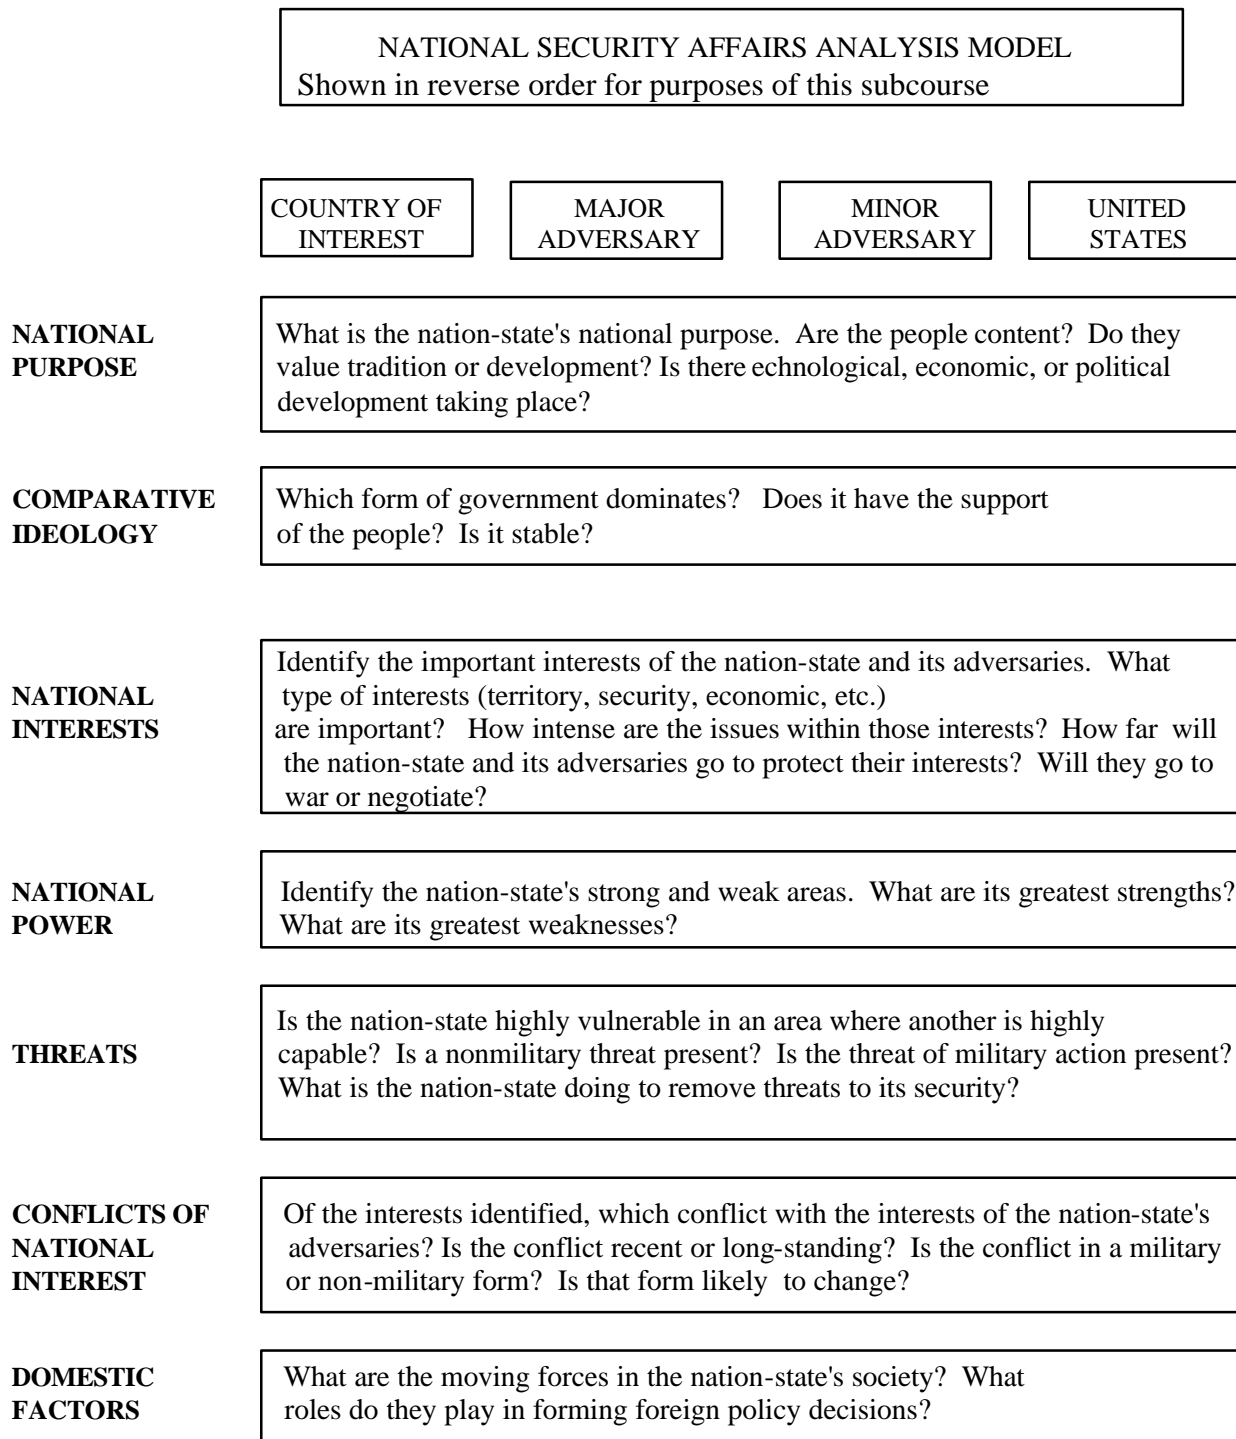 NATIONAL SECURITY AFFAIRS ANALYSIS MODEL
Shown in reverse order for purposes of this subcourse
COUNTRY OF
INTEREST
MAJOR
ADVERSARY
MINOR
ADVERSARY
UNITED
STATES
NATIONAL
PURPOSE
What is the nation-state's national purpose. Are the people content? Do they
value tradition or development? Is there echnological, economic, or political
development taking place?
COMPARATIVE
IDEOLOGY
Which form of government dominates? Does it have the support
of the people? Is it stable?
NATIONAL
INTERESTS
Identify the important interests of the nation-state and its adversaries. What
type of interests (territory, security, economic, etc.)
are important? How intense are the issues within those interests? How far will
the nation-state and its adversaries go to protect their interests? Will they go to
war or negotiate?
NATIONAL
POWER
Identify the nation-state's strong and weak areas. What are its greatest strengths?
What are its greatest weaknesses?
THREATS
Is the nation-state highly vulnerable in an area where another is highly
capable? Is a nonmilitary threat present? Is the threat of military action present?
What is the nation-state doing to remove threats to its security?
CONFLICTS OF
NATIONAL
INTEREST
Of the interests identified, which conflict with the interests of the nation-state's
adversaries? Is the conflict recent or long-standing? Is the conflict in a military
or non-military form? Is that form likely to change?
DOMESTIC
FACTORS
What are the moving forces in the nation-state's society? What
roles do they play in forming foreign policy decisions?